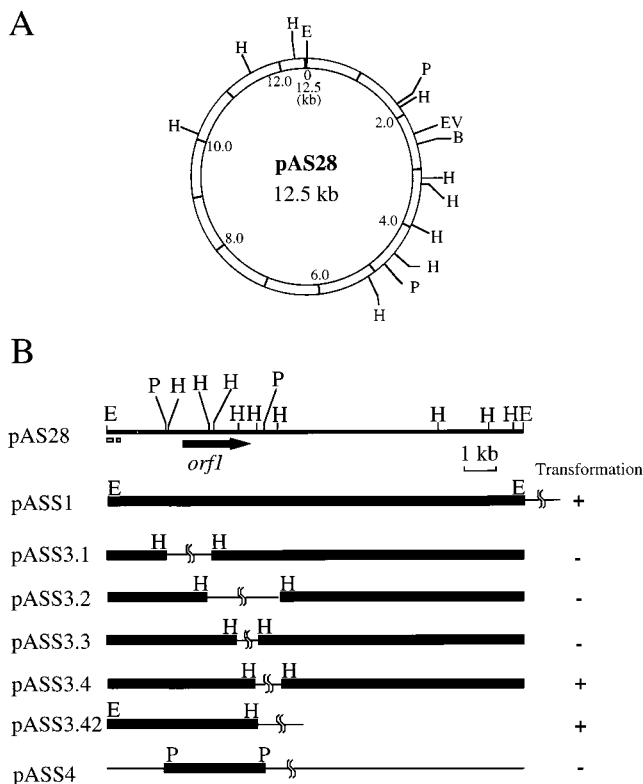 A
H E
H
P
12.0 0 H
12.5
(kb)
2.0
EV
H
B
10.0
pAS28
12.5 kb
H
H
4.0
H
8.0
H
6.0
P
H
B
P H H H P
E H H H H H H E
pAS28
orf1
1 kb
Transformation
E E
pASS1 +
H H
pASS3.1 -
H H
pASS3.2 -
H H
pASS3.3 -
H H
pASS3.4 +
E H
pASS3.42 +
P P
pASS4 -